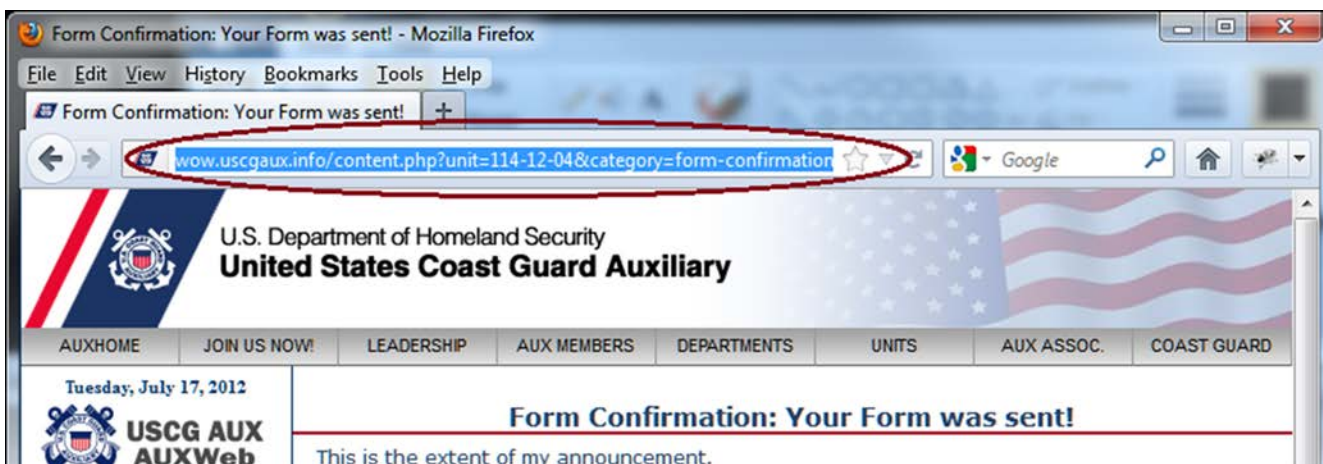 Form Confirmation: Your Form was sent! - Mozilla Firefox
File Edit View History Bookmarks Tools Help
Form Confirmation: Your Form was sent! +
wow.uscgaux.info/content.php?unit=114-12-04&category=form-confirmation
Google
U.S. Department of Homeland Security
United States Coast Guard Auxiliary
AUXHOME JOIN US NOW! LEADERSHIP AUX MEMBERS DEPARTMENTS UNITS AUX ASSOC. COAST GUARD
Tuesday, July 17, 2012
USCG AUX
AUXWeb
Form Confirmation: Your Form was sent!
This is the extent of my announcement.